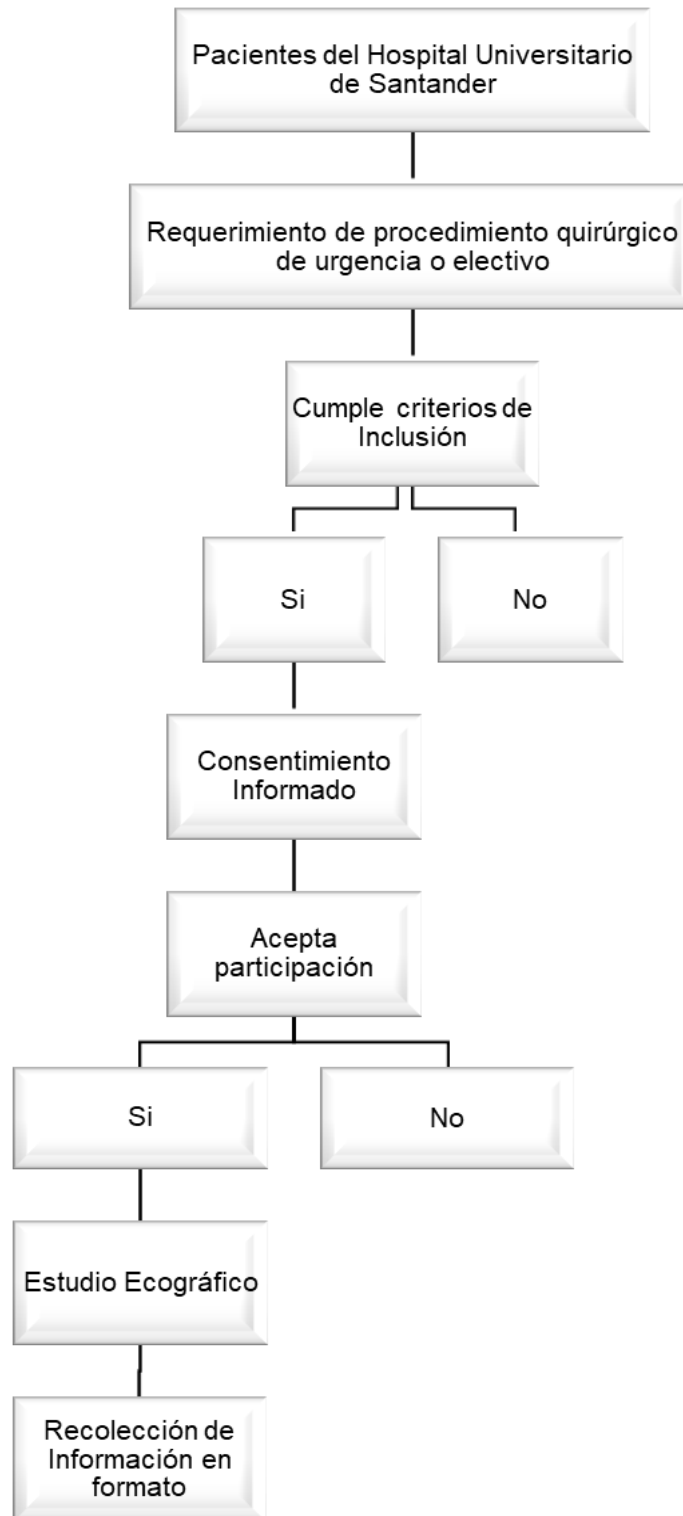 Pacientes del Hospital Universitario
de Santander
Requerimiento de procedimiento quirúrgico
de urgencia o electivo
Cumple criterios de
Inclusión
Si
No
Consentimiento
Informado
Acepta
participación
Si
No
Estudio Ecográfico
Recolección de
Información en
formato